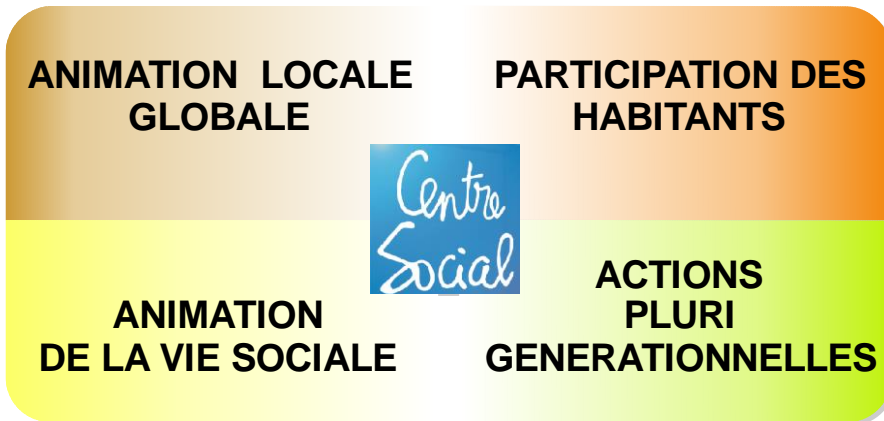 ANIMATION LOCALE
GLOBALE
PARTICIPATION DES
HABITANTS
Centre
Social
ANIMATION
DE LA VIE SOCIALE
ACTIONS
PLURI
GENERATIONNELLES